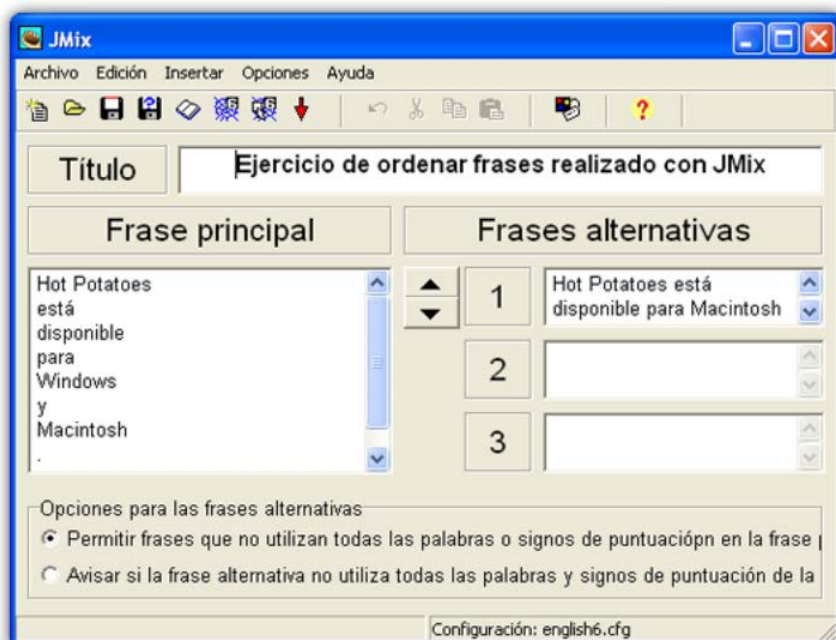 JMix
Archivo Edición Insertar Opciones Ayuda
Título
Ejercicio de ordenar frases realizado con JMix
Frase principal
Frases alternativas
Hot Potatoes
está
disponible
para
Windows
y
Macintosh
.
1
Hot Potatoes está
disponible para Macintosh
2
3
Opciones para las frases alternativas
Permitir frases que no utilizan todas las palabras o signos de puntuaciópn en la frase
Avisar si la frase alternativa no utiliza todas las palabras y signos de puntuación de la
Configuración: english6.cfg